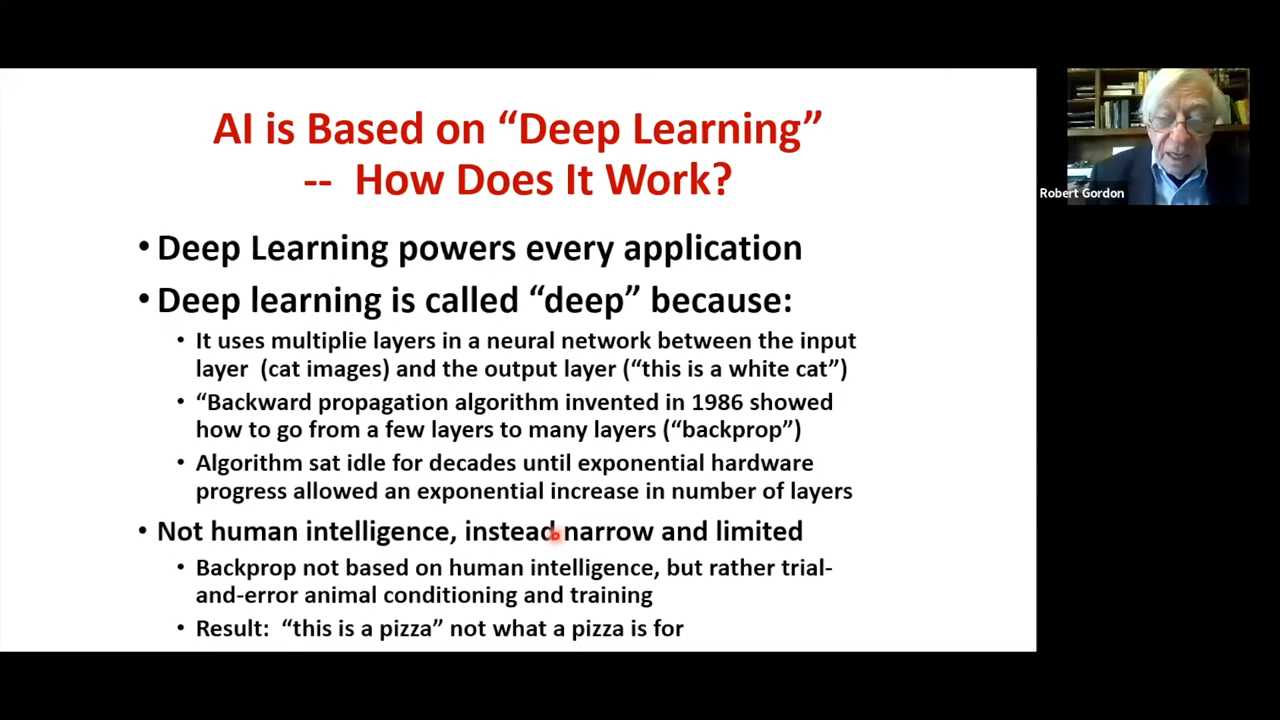 AI is Based on “Deep Learning”
-- How Does It Work?
• Deep Learning powers every application
• Deep learning is called “deep” because:
• It uses multiplie layers in a neural network between the input
layer (cat images) and the output layer (“this is a white cat”)
• “Backward propagation algorithm invented in 1986 showed
how to go from a few layers to many layers (“backprop”)
• Algorithm sat idle for decades until exponential hardware
progress allowed an exponential increase in number of layers
• Not human intelligence, instead narrow and limited
• Backprop not based on human intelligence, but rather trial-
and-error animal conditioning and training
• Result: “this is a pizza” not what a pizza is for
Robert Gordon